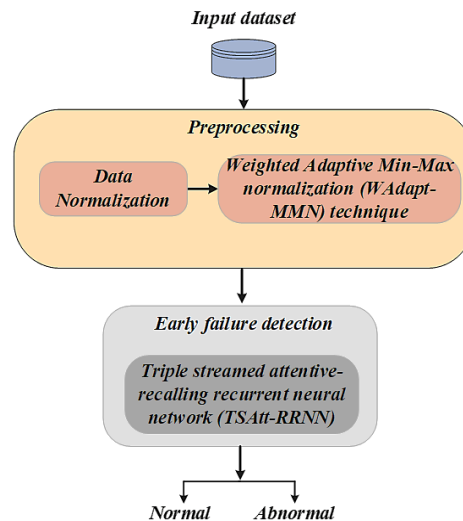 Input dataset
Preprocessing
Data
Normalization
Weighted Adaptive Min-Max
normalization (WAdapt-
MMN) technique
Early failure detection
Triple streamed attentive-
recalling recurrent neural
network (TSAtt-RRNN)
Normal
Abnormal